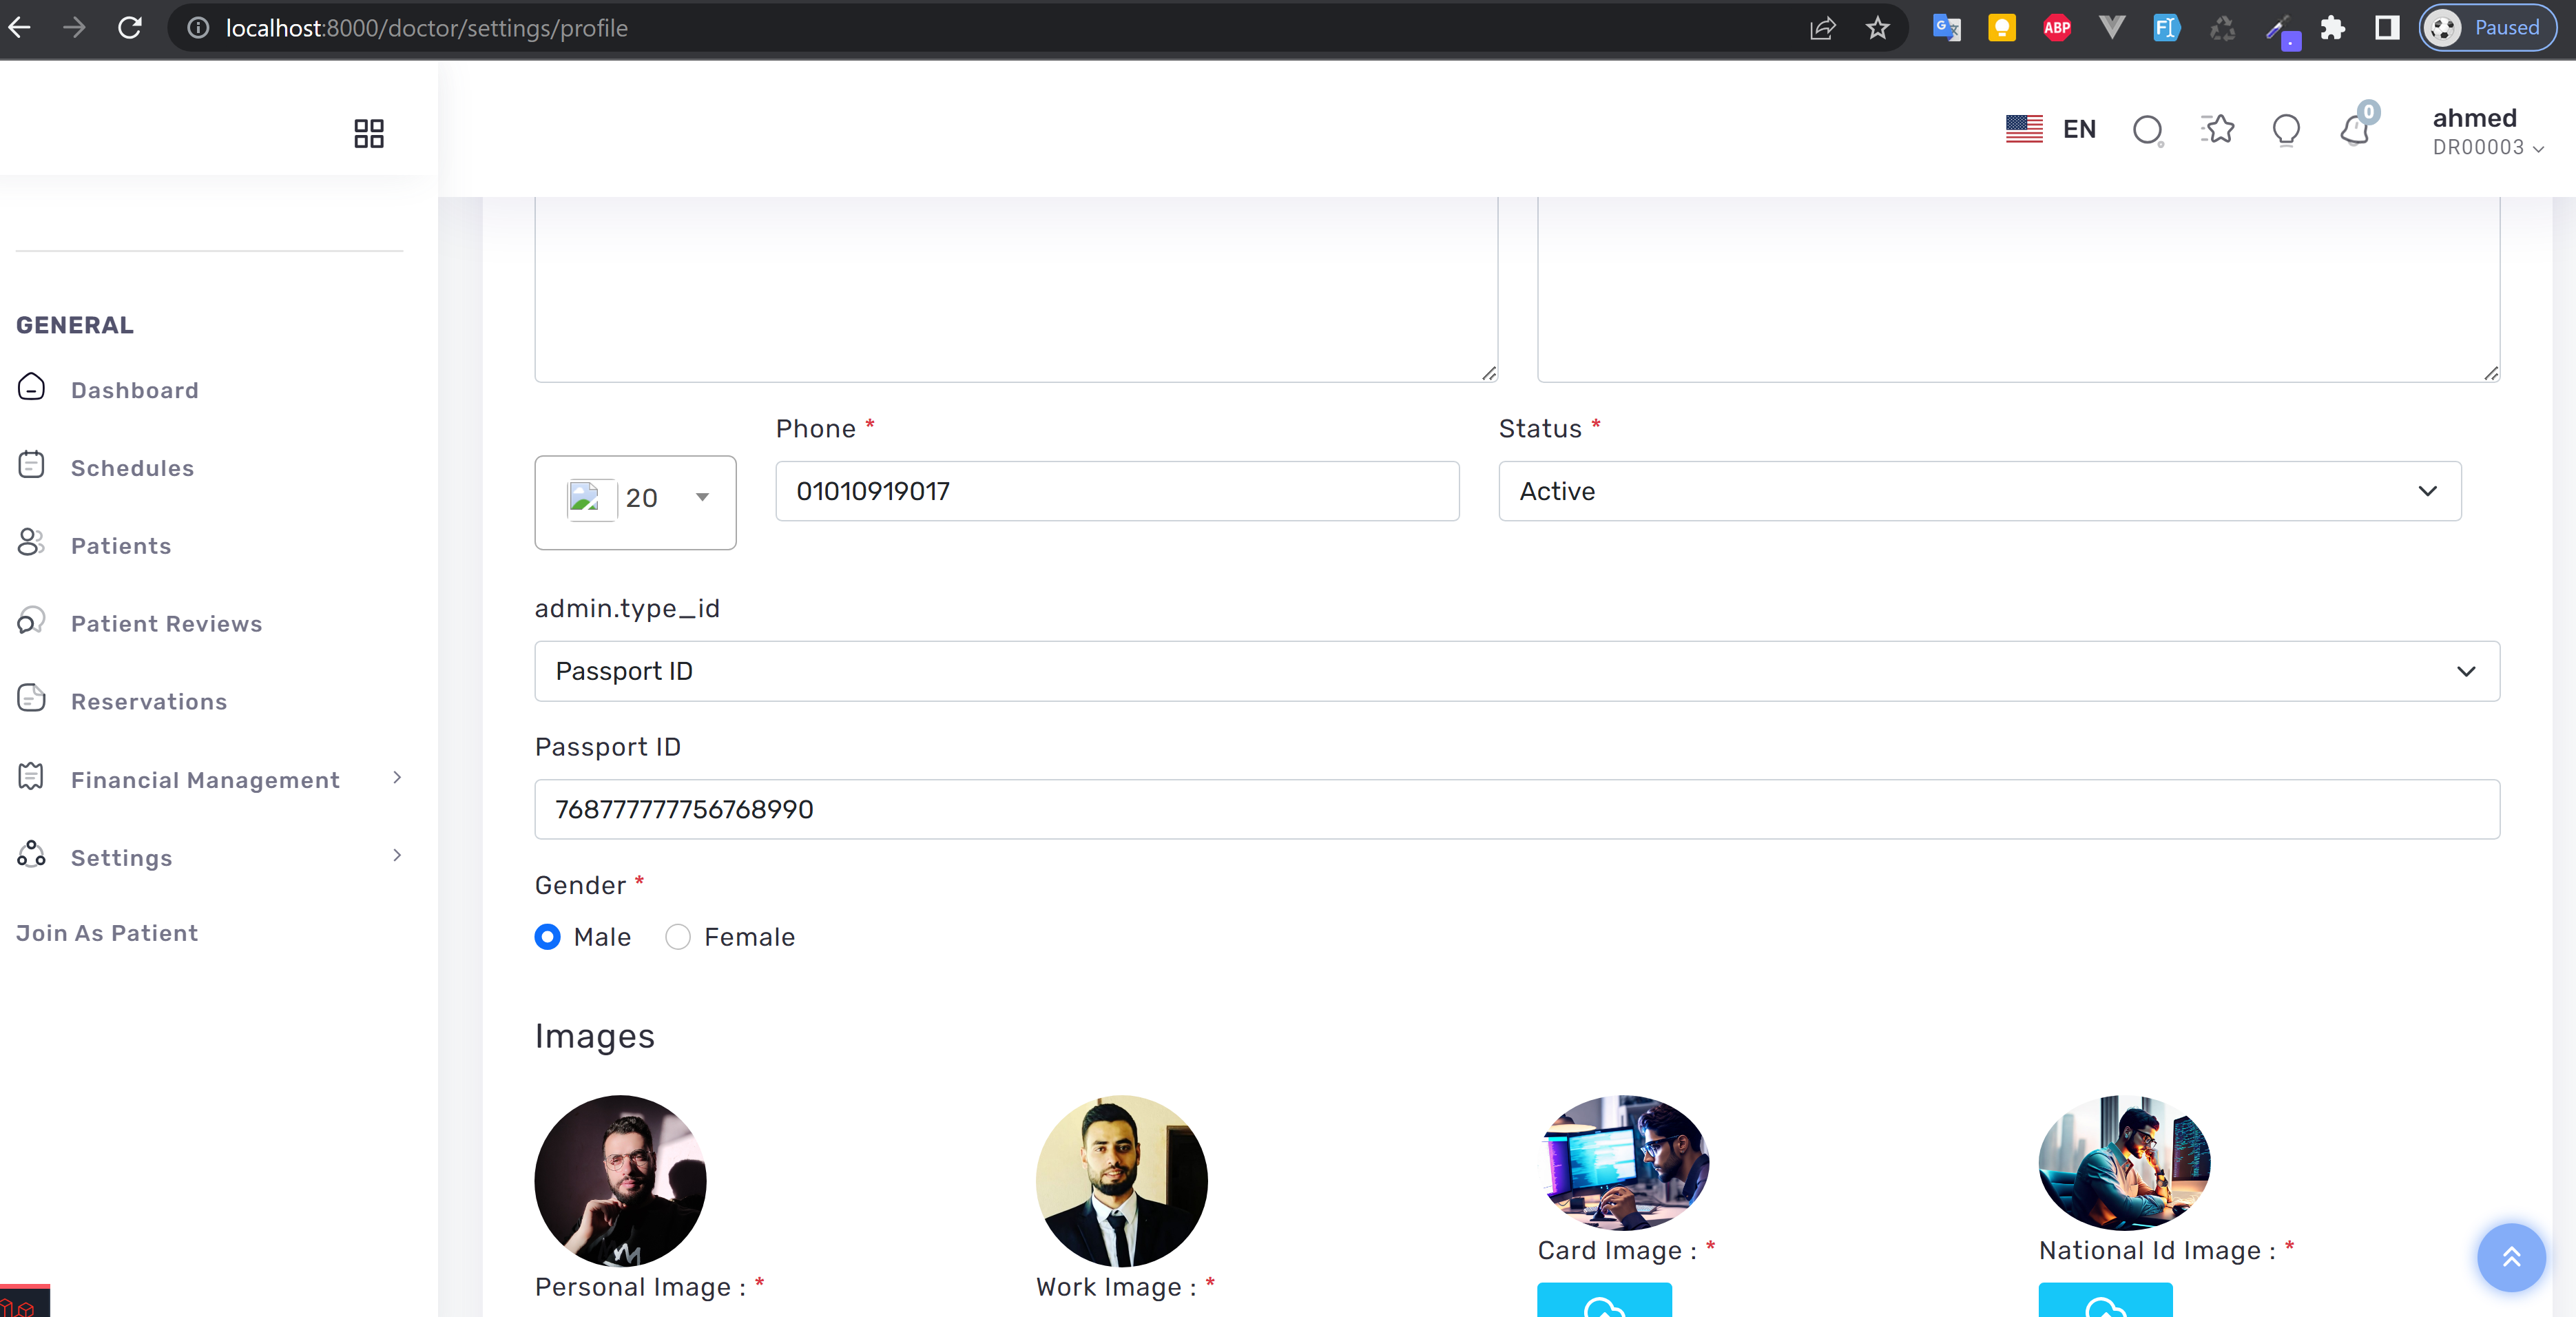 localhost:8000/doctor/settings/profile
ABP
Paused
EN
0
ahmed
DR00003
GENERAL
Dashboard
Schedules
Patients
Patient Reviews
Reservations
Financial Management
Settings
Join As Patient
Phone *
Status *
20
01010919017
Active
admin.type_id
Passport ID
Passport ID
768777777756768990
Gender *
Male
Female
Images
Personal Image : *
Work Image : *
Card Image : *
National Id Image : *